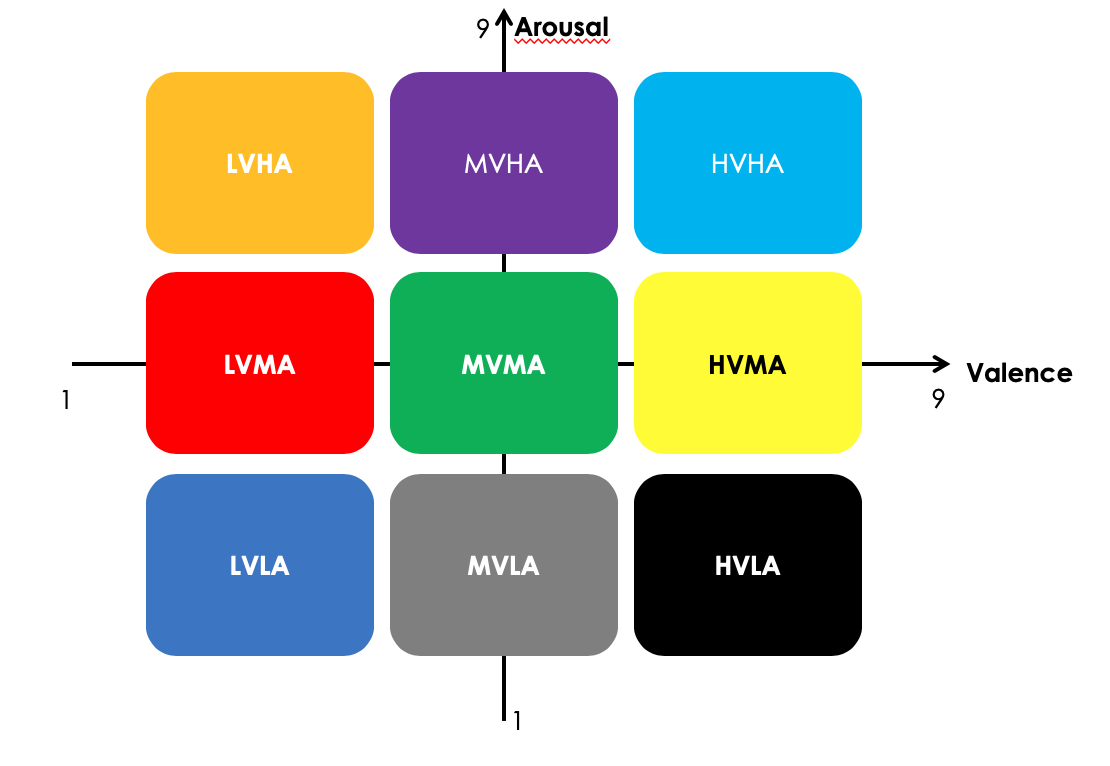 9 Arousal
LVHA MVHA HVHA
LVMA MVMA HVMA
Valence
1 9
LVLA MVLA HVLA
1